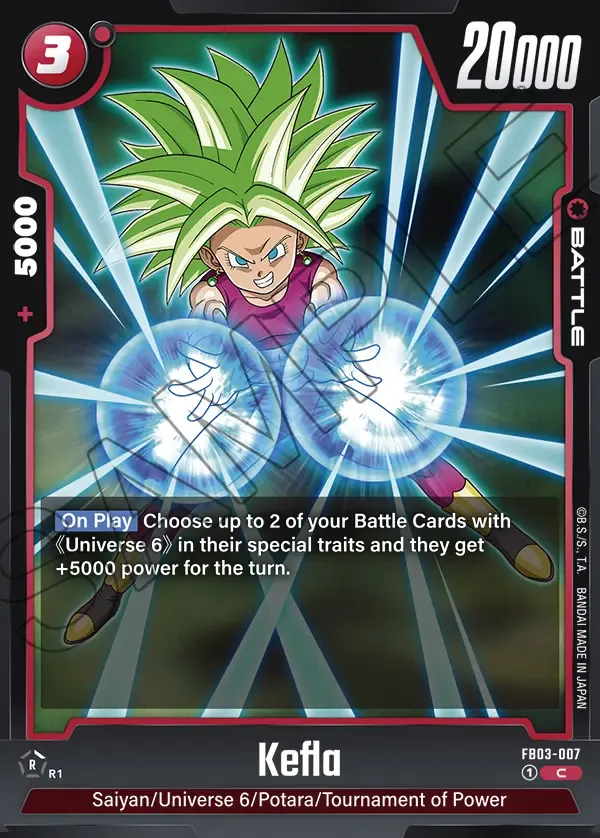 3
20000
+ 5000
BATTLE
SAMPLE
On Play Choose up to 2 of your Battle Cards with
《Universe 6》 in their special traits and they get
+5000 power for the turn.
©B.S./S., T.A. BANDAI MADE IN JAPAN
Kefla
FB03-007
R
R1
1 C
Saiyan/Universe 6/Potara/Tournament of Power